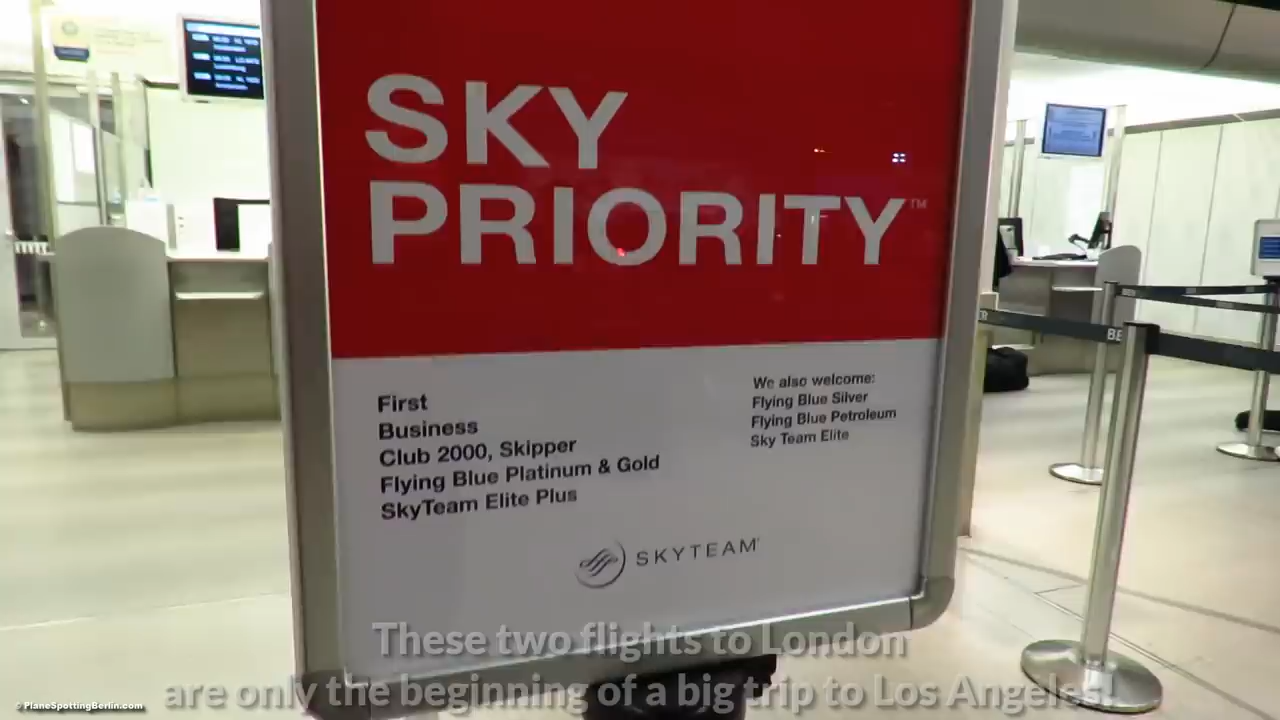 SKY
PRIORITY™
First
Business
Club 2000, Skipper
Flying Blue Platinum & Gold
SkyTeam Elite Plus
We also welcome:
Flying Blue Silver
Flying Blue Petroleum
Sky Team Elite
SKYTEAM
BE
These two flights to London
are only the beginning of a big trip to Los Angeles!
© PlaneSpottingBerlin.com